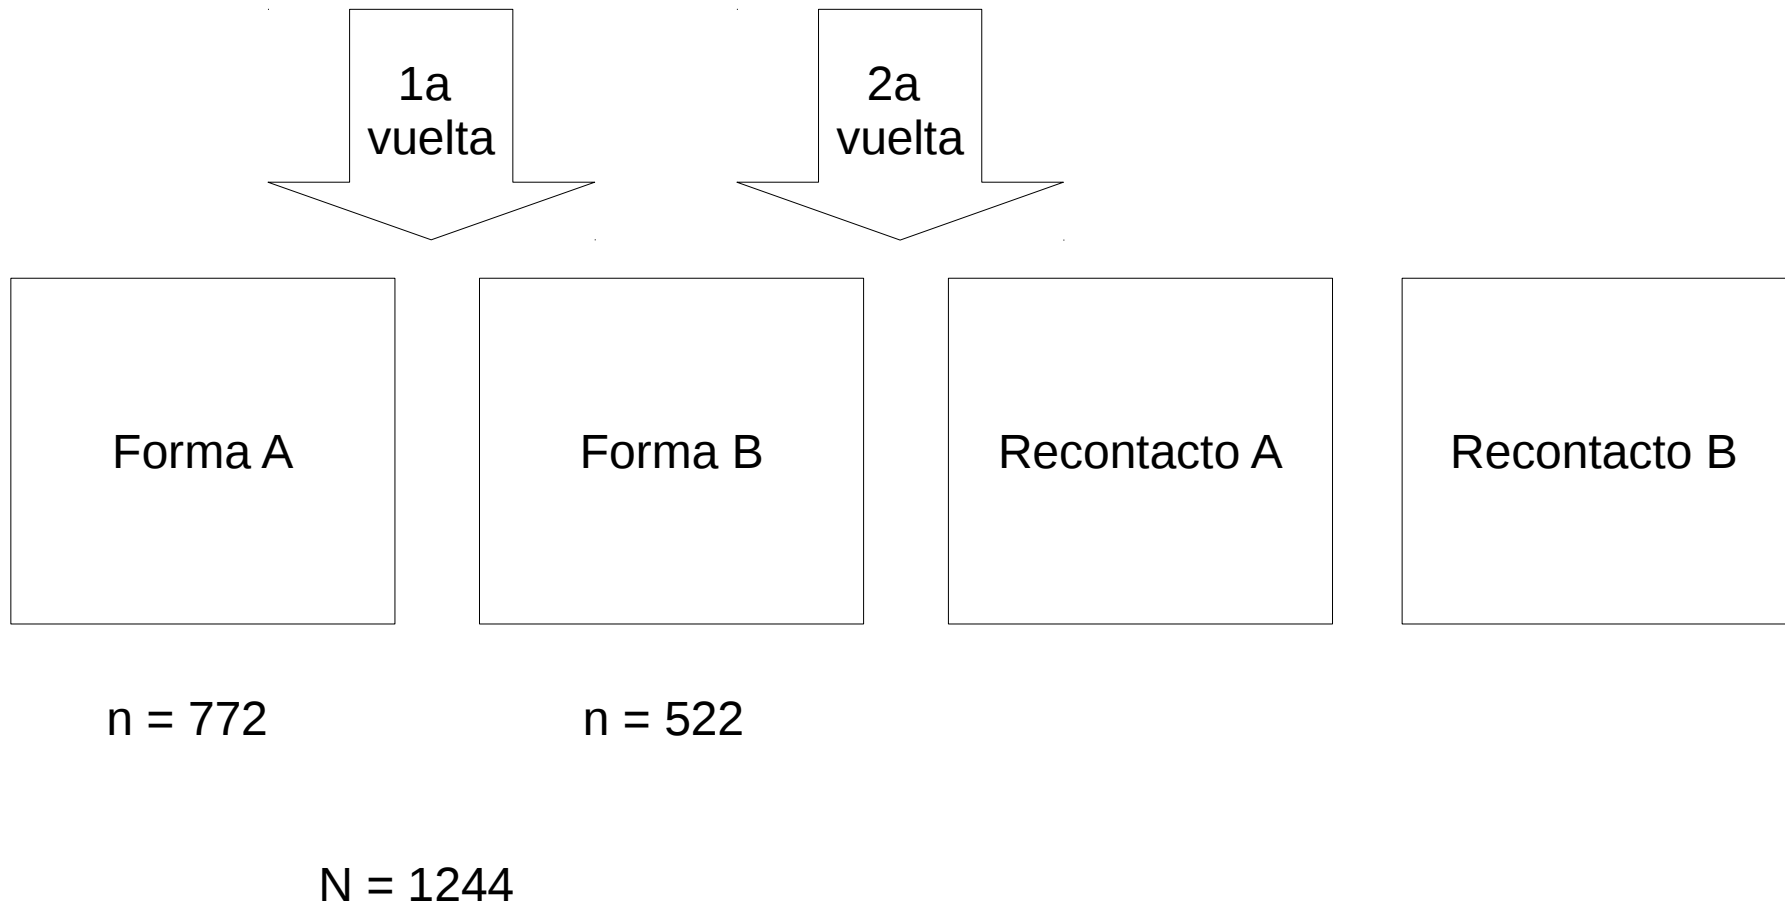 1a
vuelta
2a
vuelta
Forma A
Forma B
Recontacto A
Recontacto B
n = 772
n = 522
N = 1244